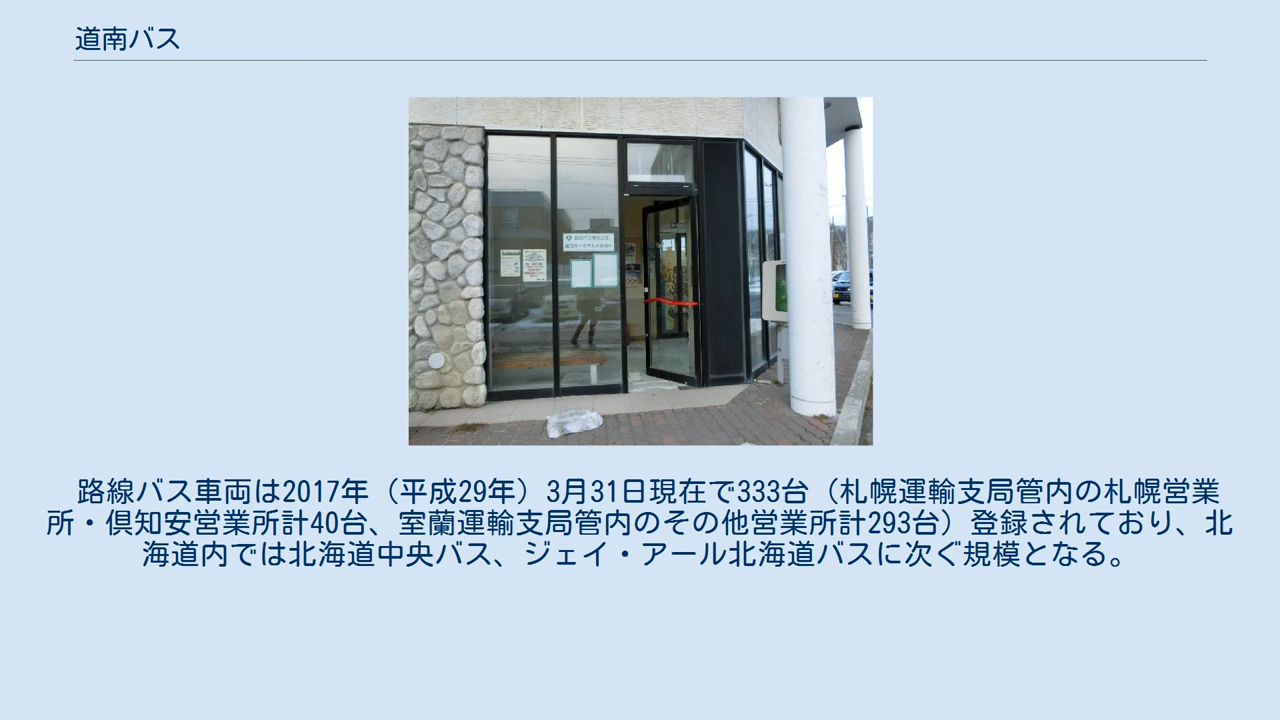 道南バス
路線バス車両は2017年（平成29年）3月31日現在で333台（札幌運輸支局管内の札幌営業
所・倶知安営業所計40台、室蘭運輸支局管内のその他営業所計293台）登録されており、北
海道内では北海道中央バス、ジェイ・アール北海道バスに次ぐ規模となる。